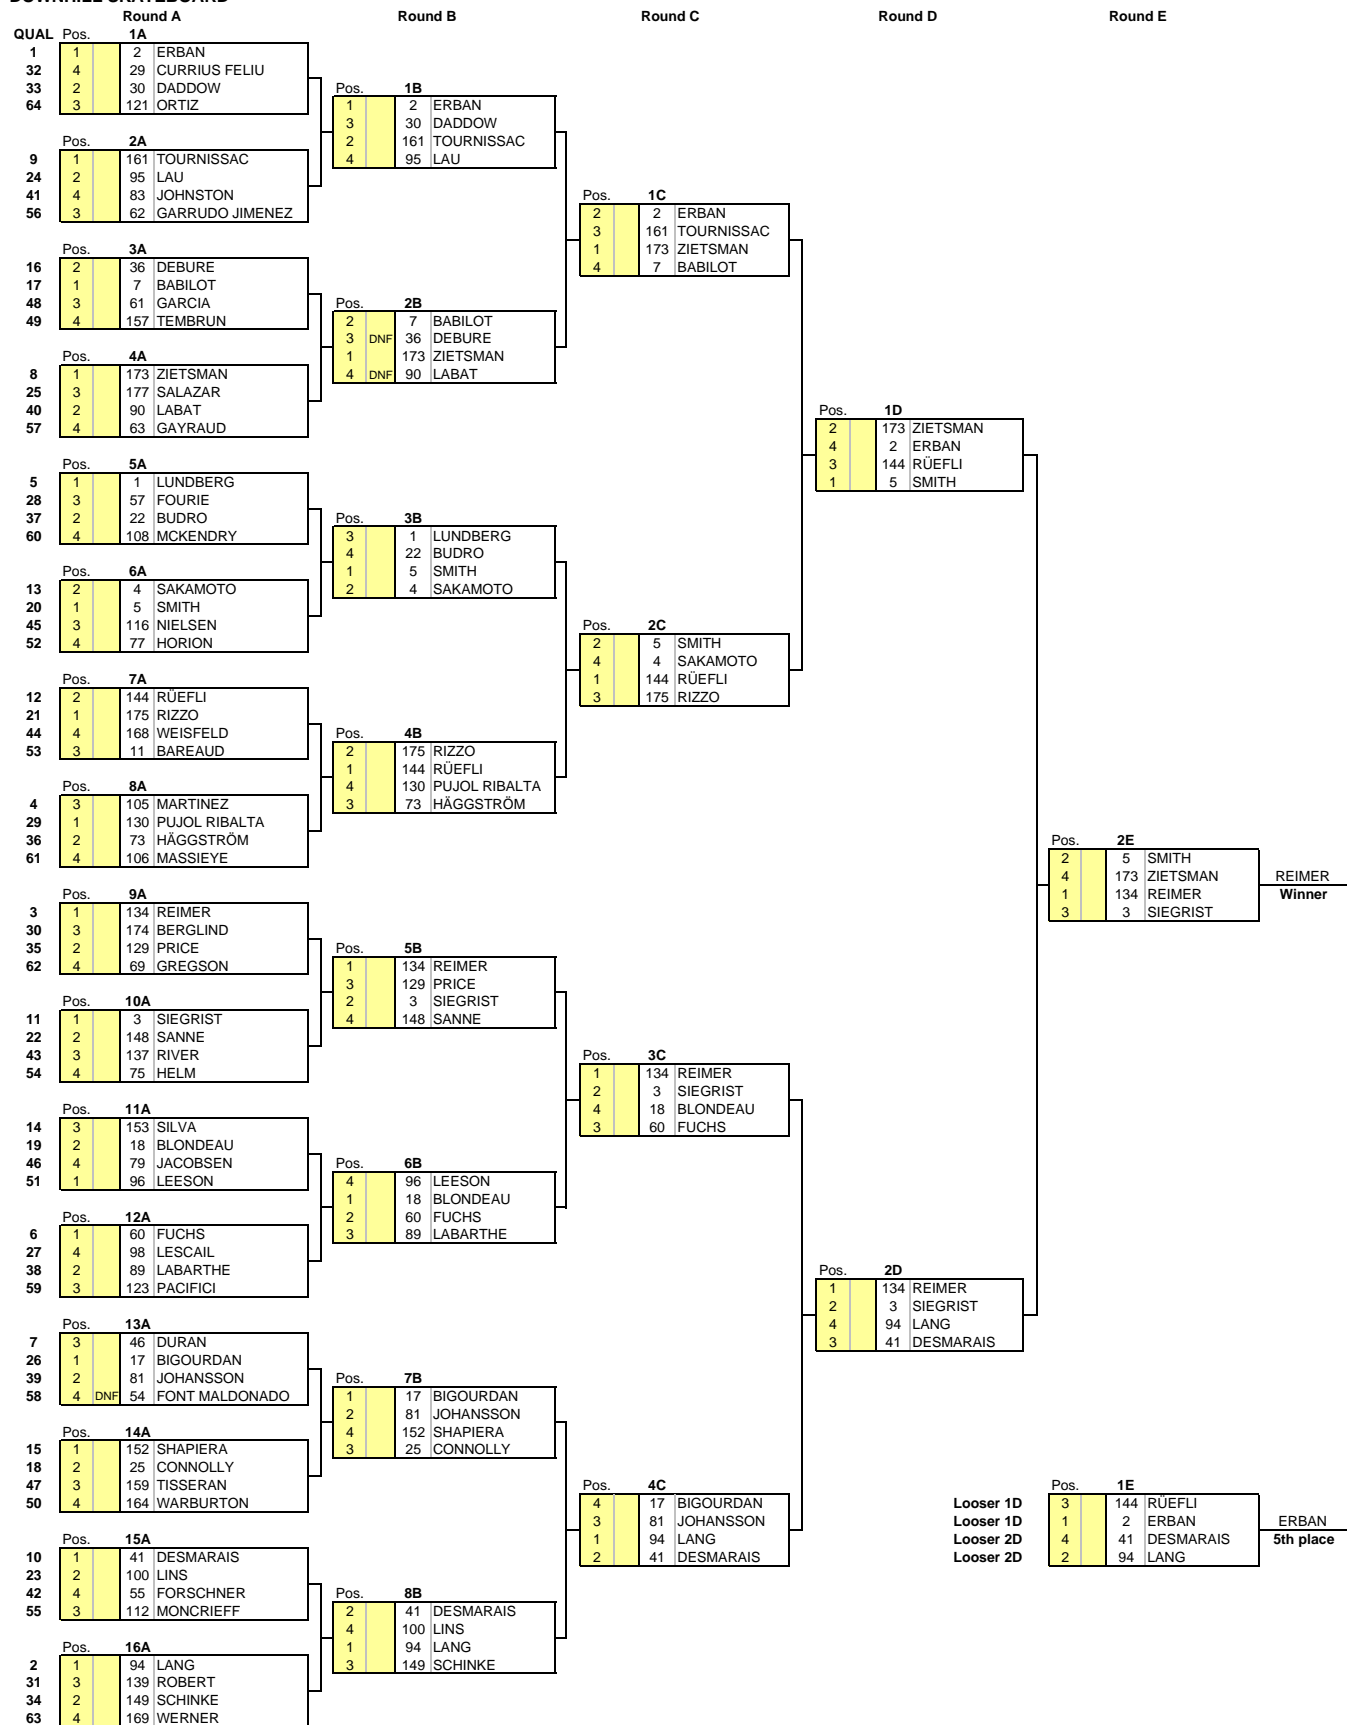 DOWNHILL SKATEBOARD
Round A Round B Round C Round D Round E
QUAL Pos. 1A
1 1 2 ERBAN
32 4 29 CURRIUS FELIU
33 2 30 DADDOW
64 3 121 ORTIZ
Pos. 2A
9 1 161 TOURNISSAC
24 2 95 LAU
41 4 83 JOHNSTON
56 3 62 GARRUDO JIMENEZ
Pos. 3A
16 2 36 DEBURE
17 1 7 BABILOT
48 3 61 GARCIA
49 4 157 TEMBRUN
Pos. 4A
8 1 173 ZIETSMAN
25 3 177 SALAZAR
40 2 90 LABAT
57 4 63 GAYRAUD
Pos. 5A
5 1 1 LUNDBERG
28 3 57 FOURIE
37 2 22 BUDRO
60 4 108 MCKENDRY
Pos. 6A
13 2 4 SAKAMOTO
20 1 5 SMITH
45 3 116 NIELSEN
52 4 77 HORION
Pos. 7A
12 2 144 RÜEFLI
21 1 175 RIZZO
44 4 168 WEISFELD
53 3 11 BAREAUD
Pos. 8A
4 3 105 MARTINEZ
29 1 130 PUJOL RIBALTA
36 2 73 HÄGGSTRÖM
61 4 106 MASSIEYE
Pos. 9A
3 1 134 REIMER
30 3 174 BERGLIND
35 2 129 PRICE
62 4 69 GREGSON
Pos. 10A
11 1 3 SIEGRIST
22 2 148 SANNE
43 3 137 RIVER
54 4 75 HELM
Pos. 11A
14 3 153 SILVA
19 2 18 BLONDEAU
46 4 79 JACOBSEN
51 1 96 LEESON
Pos. 12A
6 1 60 FUCHS
27 4 98 LESCAIL
38 2 89 LABARTHE
59 3 123 PACIFICI
Pos. 13A
7 3 46 DURAN
26 1 17 BIGOURDAN
39 2 81 JOHANSSON
58 4 DNF 54 FONT MALDONADO
Pos. 14A
15 1 152 SHAPIERA
18 2 25 CONNOLLY
47 3 159 TISSERAN
50 4 164 WARBURTON
Pos. 15A
10 1 41 DESMARAIS
23 2 100 LINS
42 4 55 FORSCHNER
55 3 112 MONCRIEFF
Pos. 16A
2 1 94 LANG
31 3 139 ROBERT
34 2 149 SCHINKE
63 4 169 WERNER
Pos. 1B
1 2 ERBAN
3 30 DADDOW
2 161 TOURNISSAC
4 95 LAU
Pos. 2B
2 7 BABILOT
3 DNF 36 DEBURE
1 173 ZIETSMAN
4 DNF 90 LABAT
Pos. 3B
3 1 LUNDBERG
4 22 BUDRO
1 5 SMITH
2 4 SAKAMOTO
Pos. 4B
2 175 RIZZO
1 144 RÜEFLI
4 130 PUJOL RIBALTA
3 73 HÄGGSTRÖM
Pos. 5B
1 134 REIMER
3 129 PRICE
2 3 SIEGRIST
4 148 SANNE
Pos. 6B
4 96 LEESON
1 18 BLONDEAU
2 60 FUCHS
3 89 LABARTHE
Pos. 7B
1 17 BIGOURDAN
2 81 JOHANSSON
4 152 SHAPIERA
3 25 CONNOLLY
Pos. 8B
2 41 DESMARAIS
4 100 LINS
1 94 LANG
3 149 SCHINKE
Pos. 1C
2 2 ERBAN
3 161 TOURNISSAC
1 173 ZIETSMAN
4 7 BABILOT
Pos. 2C
2 5 SMITH
4 4 SAKAMOTO
1 144 RÜEFLI
3 175 RIZZO
Pos. 3C
1 134 REIMER
2 3 SIEGRIST
4 18 BLONDEAU
3 60 FUCHS
Pos. 4C
4 17 BIGOURDAN
3 81 JOHANSSON
1 94 LANG
2 41 DESMARAIS
Pos. 1D
2 173 ZIETSMAN
4 2 ERBAN
3 144 RÜEFLI
1 5 SMITH
Pos. 2D
1 134 REIMER
2 3 SIEGRIST
4 94 LANG
3 41 DESMARAIS
Pos. 2E
2 5 SMITH
4 173 ZIETSMAN REIMER
1 134 REIMER Winner
3 3 SIEGRIST
Pos. 1E
Looser 1D 3 144 RÜEFLI
Looser 1D 1 2 ERBAN ERBAN
Looser 2D 4 41 DESMARAIS 5th place
Looser 2D 2 94 LANG